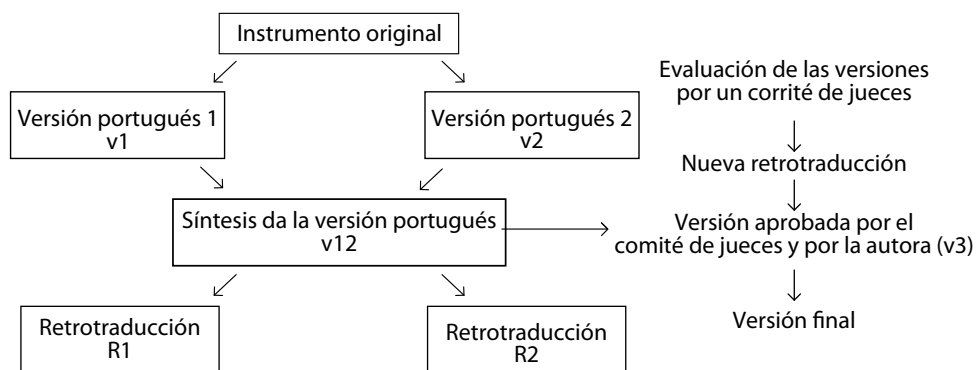 Instrumento original
Versión portugués 1
v1
Versión portugués 2
v2
Síntesis da la versión portugués
v12
Retrotraducción
R1
Retrotraducción
R2
Evaluación de las versiones
por un corrité de jueces
Nueva retrotraducción
Versión aprobada por el
comité de jueces y por la autora (v3)
Versión final